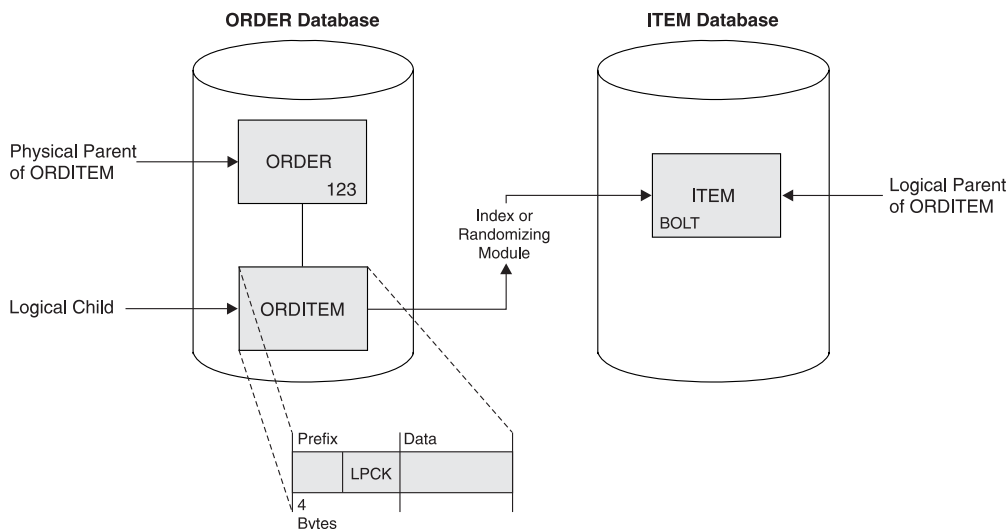 ORDER Database
ITEM Database
Physical Parent
of ORDITEM
ORDER
123
Index or
Randomizing
Module
ITEM
BOLT
Logical Parent
of ORDITEM
Logical Child
ORDITEM
Prefix
Data
LPCK
4
Bytes